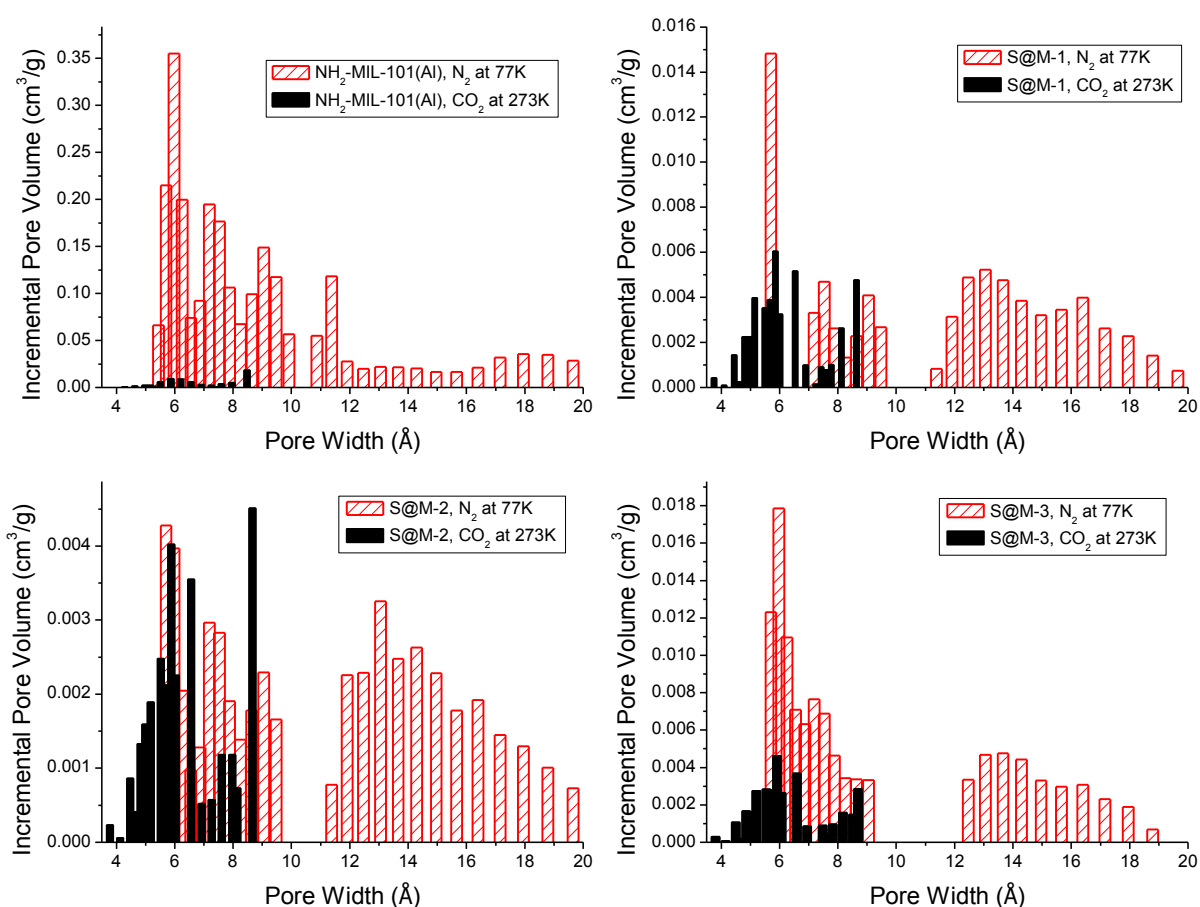 NH₂-MIL-101(Al), N₂ at 77K
NH₂-MIL-101(Al), CO₂ at 273K
Incremental Pore Volume (cm³/g)
0.35
0.30
0.25
0.20
0.15
0.10
0.05
0.00
4 6 8 10 12 14 16 18 20
Pore Width (Å)
S@M-1, N₂ at 77K
S@M-1, CO₂ at 273K
Incremental Pore Volume (cm³/g)
0.016
0.014
0.012
0.010
0.008
0.006
0.004
0.002
0.000
4 6 8 10 12 14 16 18 20
Pore Width (Å)
S@M-2, N₂ at 77K
S@M-2, CO₂ at 273K
Incremental Pore Volume (cm³/g)
0.004
0.003
0.002
0.001
0.000
4 6 8 10 12 14 16 18 20
Pore Width (Å)
S@M-3, N₂ at 77K
S@M-3, CO₂ at 273K
Incremental Pore Volume (cm³/g)
0.018
0.016
0.014
0.012
0.010
0.008
0.006
0.004
0.002
0.000
4 6 8 10 12 14 16 18 20
Pore Width (Å)